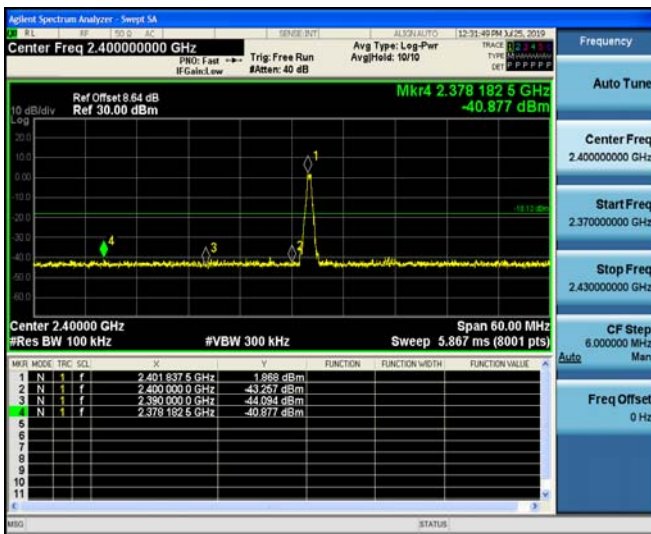 Agilent Spectrum Analyzer - Swept SA
RL RF 50 Ω AC SENSE:INT ALIGNAUTO 12:31:49 PM Jul 25, 2019
Center Freq 2.400000000 GHz
PNO: Fast
IFGain:Low
Trig: Free Run
#Atten: 40 dB
Avg Type: Log-Pwr
Avg|Hold: 10/10
TRACE 1 2 3 4 5 6
TYPE
DET P P P P P P
Ref Offset 8.64 dB
Ref 30.00 dBm
10 dB/div
Log
Mkr4 2.378 182 5 GHz
-40.877 dBm
20.0
10.0
0.00
-10.0
-20.0
-30.0
-40.0
-50.0
-60.0
1
2
3
4
Center 2.40000 GHz
#Res BW 100 kHz
#VBW 300 kHz
Span 60.00 MHz
Sweep 5.867 ms (8001 pts)
MKR MODE TRC SCL X Y FUNCTION FUNCTION WIDTH FUNCTION VALUE
1 N 1 f 2.401 837 5 GHz 1.868 dBm
2 N 1 f 2.400 000 0 GHz -43.257 dBm
3 N 1 f 2.390 000 0 GHz -44.094 dBm
4 N 1 f 2.378 182 5 GHz -40.877 dBm
5
6
7
8
9
10
11
MSG STATUS
Frequency
Auto Tune
Center Freq
2.400000000 GHz
Start Freq
2.370000000 GHz
Stop Freq
2.430000000 GHz
CF Step
6.000000 MHz
Auto Man
Freq Offset
0 Hz